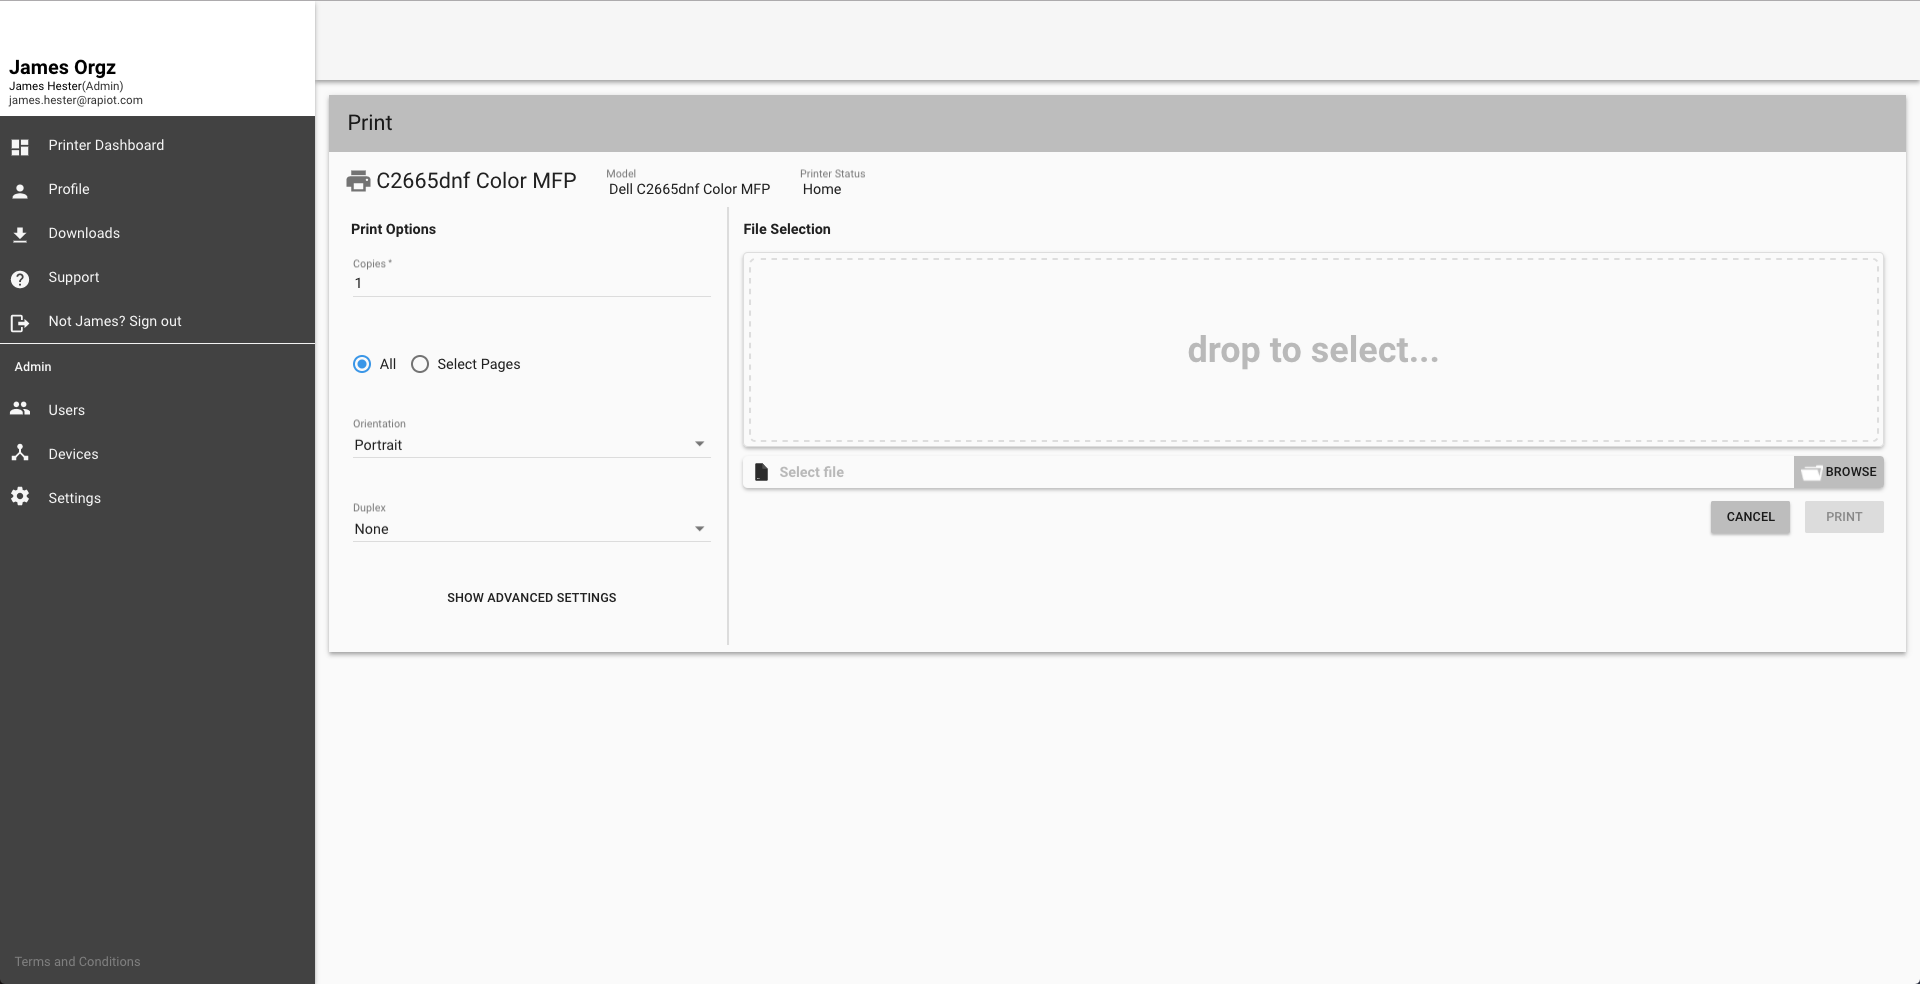 James Orgz
James Hester(Admin)
james.hester@rapiot.com
Printer Dashboard
Profile
Downloads
Support
Not James? Sign out
Admin
Users
Devices
Settings
Terms and Conditions
Print
C2665dnf Color MFP
Model
Dell C2665dnf Color MFP
Printer Status
Home
Print Options
Copies *
1
All
Select Pages
Orientation
Portrait
Duplex
None
SHOW ADVANCED SETTINGS
File Selection
drop to select...
Select file
BROWSE
CANCEL
PRINT